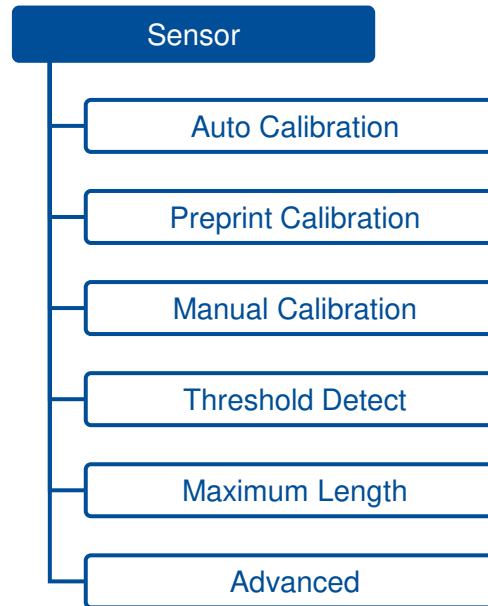 Sensor
Auto Calibration
Preprint Calibration
Manual Calibration
Threshold Detect
Maximum Length
Advanced